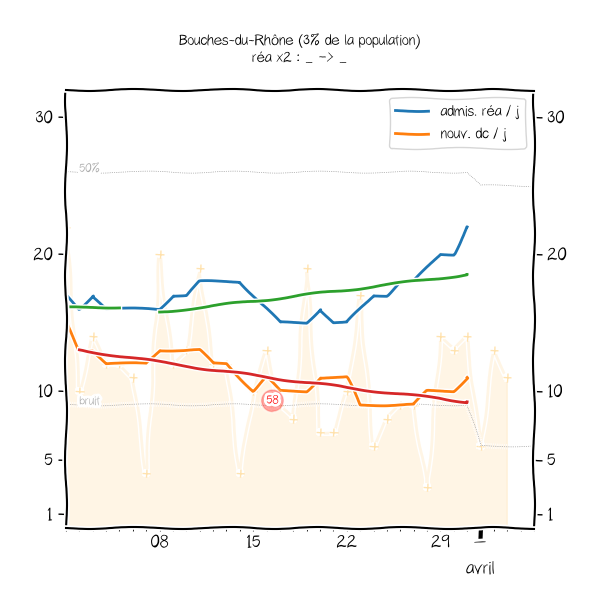 Bouches-du-Rhône (3% de la population)
réa x2 : _ -> _
admis. réa / j
nouv. dc / j
30
30
50%
20
20
10
10
bruit
58
5
5
1
1
08
15
22
29
1
avril